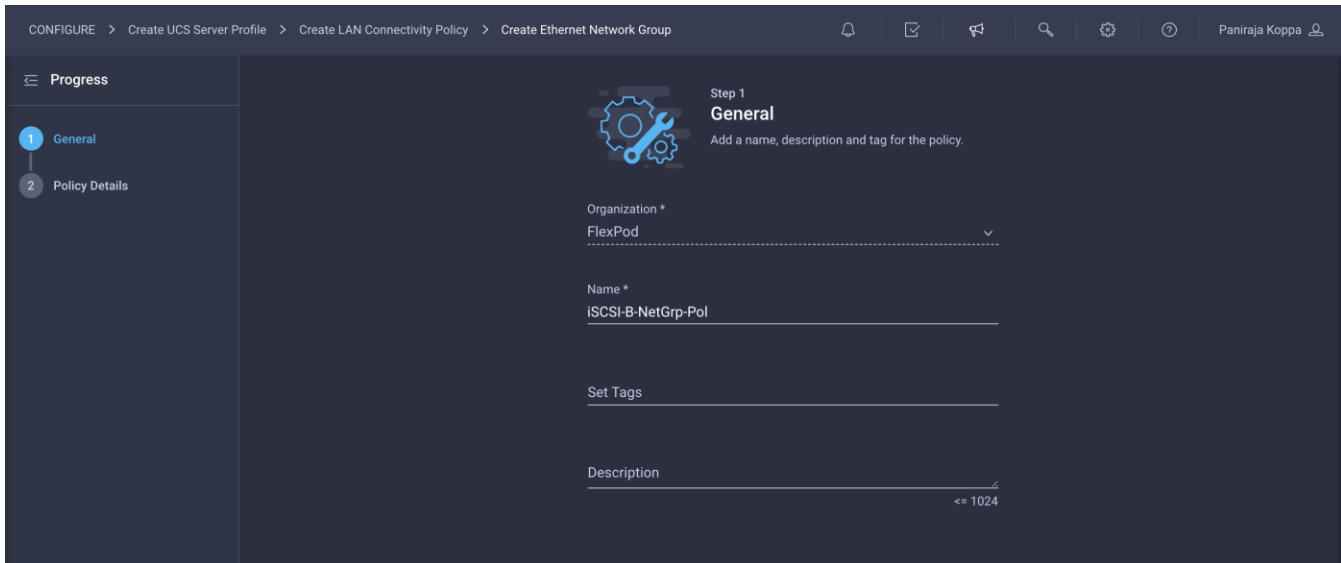 CONFIGURE > Create UCS Server Profile > Create LAN Connectivity Policy > Create Ethernet Network Group
Paniraja Koppa
Progress
1 General
2 Policy Details
Step 1
General
Add a name, description and tag for the policy.
Organization *
FlexPod
Name *
iSCSI-B-NetGrp-Pol
Set Tags
Description
<= 1024